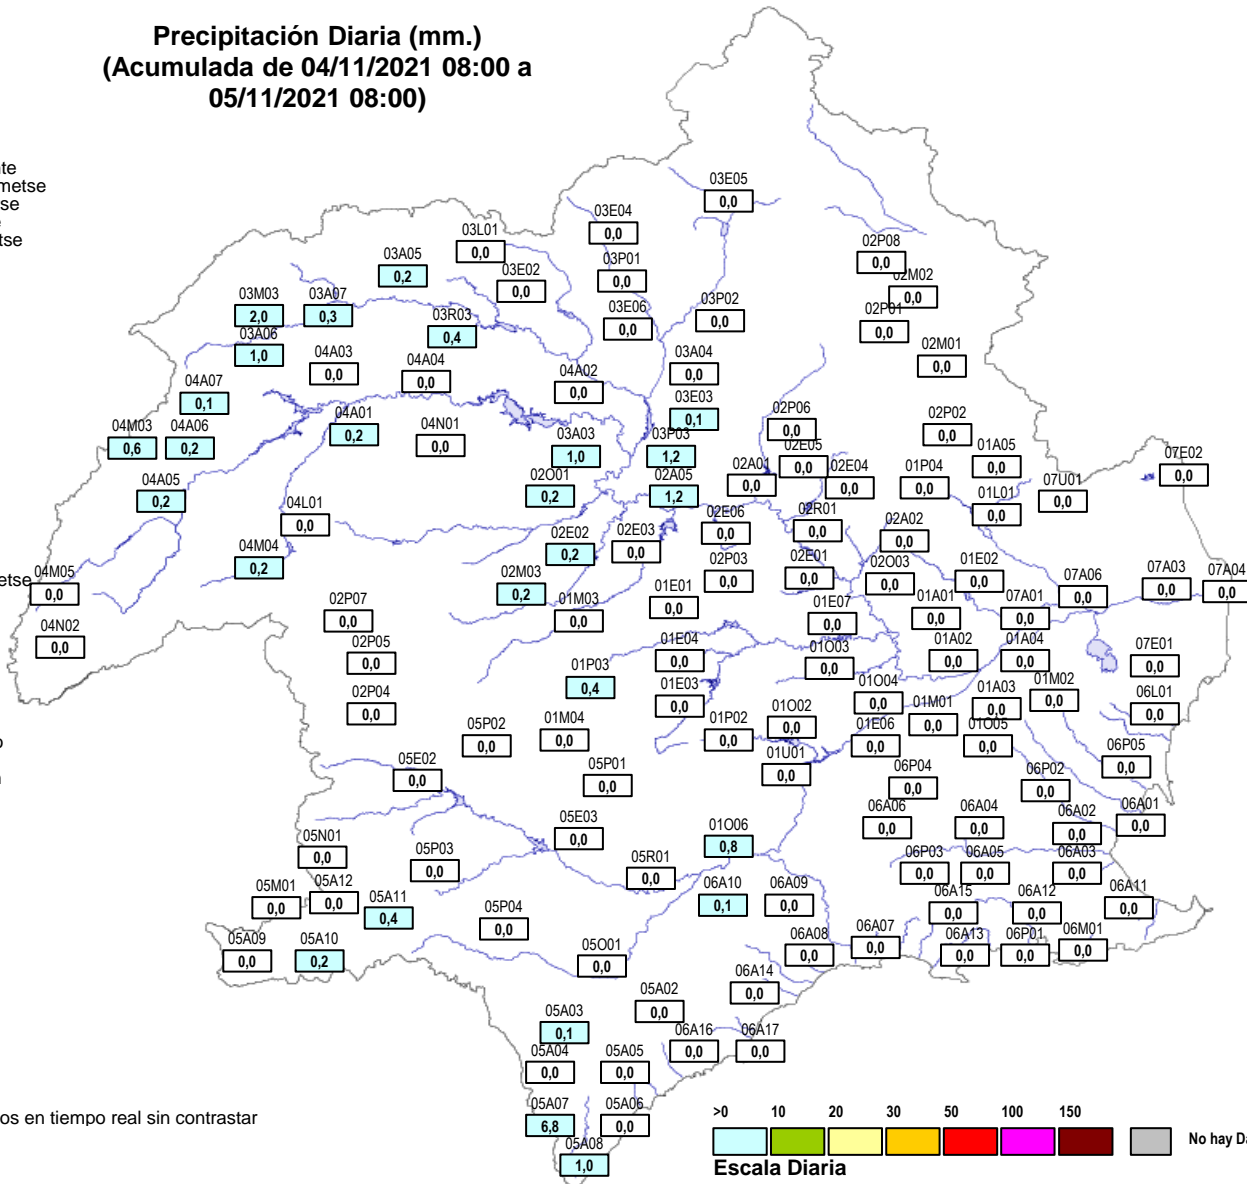 Precipitación Diaria (mm.)
(Acumulada de 04/11/2021 08:00 a
05/11/2021 08:00)
nte
metse
tse
03E05
0,0
03E04
0,0
03L01
0,0
03A05
0,2
03P01
0,0
03E02
0,0
02P08
0,0
02M02
0,0
03M03
2,0
03A07
0,3
03R03
0,4
03E06
0,0
03P02
0,0
02P01
0,0
03A06
1,0
04A03
0,0
04A04
0,0
04A02
0,0
03A04
0,0
02M01
0,0
04A07
0,1
03E03
0,1
04M03
0,6
04A06
0,2
04A01
0,2
04N01
0,0
03A03
1,0
03P03
1,2
02P06
0,0
02E05
0,0
02P02
0,0
01A05
0,0
07E02
0,0
04A05
0,2
02O01
0,2
02A05
1,2
02A01
0,0
02E04
0,0
01P04
0,0
01L01
0,0
07U01
0,0
04L01
0,0
02E02
0,2
02E03
0,0
02E06
0,0
02R01
0,0
02A02
0,0
metse
04M05
0,0
04M04
0,2
02M03
0,2
02P03
0,0
02E01
0,0
02O03
0,0
01E02
0,0
07A06
0,0
07A03
0,0
07A04
0,0
04N02
0,0
02P07
0,0
01M03
0,0
01E01
0,0
01E07
0,0
01A01
0,0
07A01
0,0
02P05
0,0
01E04
0,0
01O03
0,0
01A02
0,0
01A04
0,0
07E01
0,0
02P04
0,0
01P03
0,4
01E03
0,0
01O04
0,0
01M01
0,0
01A03
0,0
01M02
0,0
06L01
0,0
05P02
0,0
01M04
0,0
01P02
0,0
01O02
0,0
01E06
0,0
01O05
0,0
05E02
0,0
05P01
0,0
01U01
0,0
06P04
0,0
06P02
0,0
06P05
0,0
05N01
0,0
05P03
0,0
05E03
0,0
01O06
0,8
06A06
0,0
06A04
0,0
06A02
0,0
06A01
0,0
05R01
0,0
06P03
0,0
06A05
0,0
06A03
0,0
05M01
0,0
05A12
0,0
05A11
0,4
05P04
0,0
06A10
0,1
06A09
0,0
06A15
0,0
06A12
0,0
06A11
0,0
05A09
0,0
05A10
0,2
05O01
0,0
06A08
0,0
06A07
0,0
06A13
0,0
06P01
0,0
06M01
0,0
05A03
0,1
05A02
0,0
06A14
0,0
05A04
0,0
05A05
0,0
06A16
0,0
06A17
0,0
05A07
6,8
05A06
0,0
05A08
1,0
os en tiempo real sin contrastar
>0 10 20 30 50 100 150
No hay Da
Escala Diaria